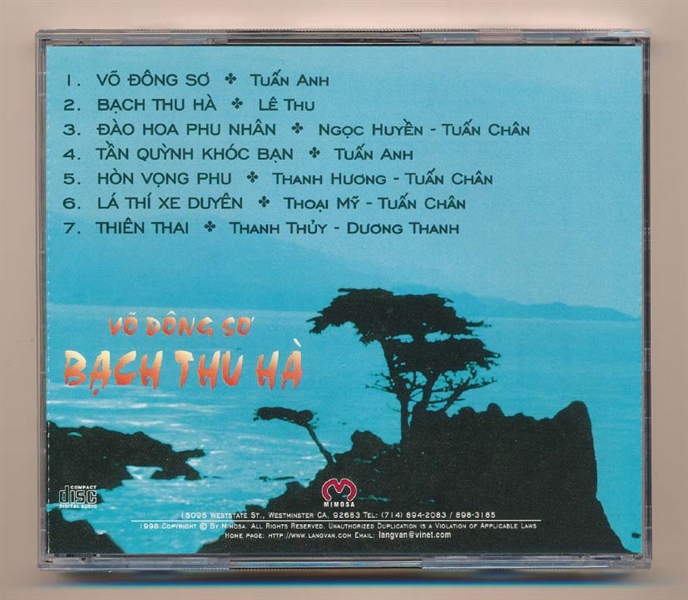 1. VÕ ĐÔNG SƠ ✤ TUẤN ANH
2. BẠCH THU HÀ ✤ LÊ THU
3. ĐÀO HOA PHU NHÂN ✤ NGỌC HUYỀN - TUẤN CHÂN
4. TẦN QUỲNH KHÓC BẠN ✤ TUẤN ANH
5. HÒN VỌNG PHU ✤ THANH HƯƠNG - TUẤN CHÂN
6. LÁ THÍ XE DUYÊN ✤ THOẠI MỸ - TUẤN CHÂN
7. THIÊN THAI ✤ THANH THỦY - DƯƠNG THANH
VÕ ĐÔNG SƠ
BẠCH THU HÀ
COMPACT
disc
DIGITAL AUDIO
MIMOSA
15095 WESTSTATE ST., WESTMINSTER CA. 92683 TEL: (714) 894-2083 / 898-3185
1998 COPYRIGHT © BY MIMOSA. ALL RIGHTS RESERVED. UNAUTHORIZED DUPLICATION IS A VIOLATION OF APPLICABLE LAWS
HOME PAGE: HTTP://WWW.LANGVAN.COM EMAIL: langvan@vinet.com